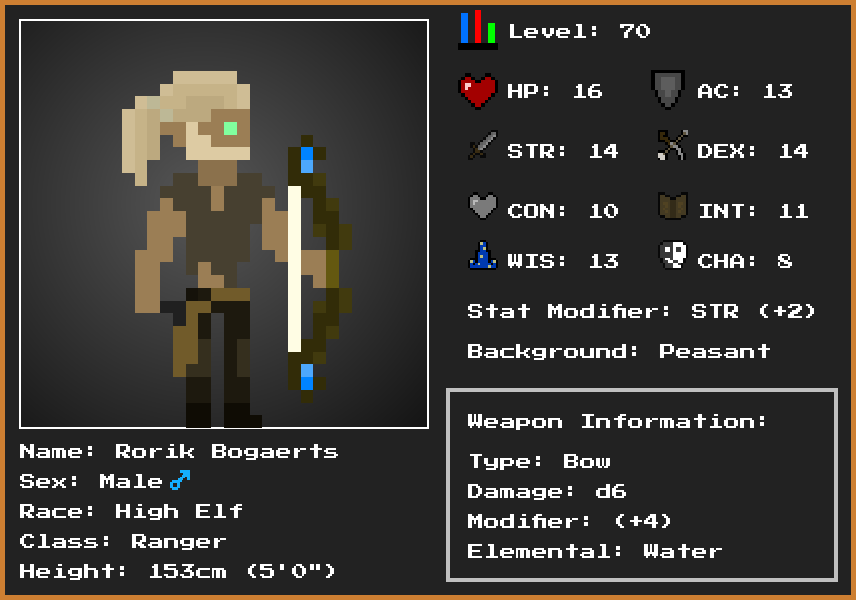 Level: 70
HP: 16
AC: 13
STR: 14
DEX: 14
CON: 10
INT: 11
WIS: 13
CHA: 8
Stat Modifier: STR (+2)
Background: Peasant
Weapon Information:
Type: Bow
Damage: d6
Modifier: (+4)
Elemental: Water
Name: Rorik Bogaerts
Sex: Male ♂
Race: High Elf
Class: Ranger
Height: 153cm (5'0")